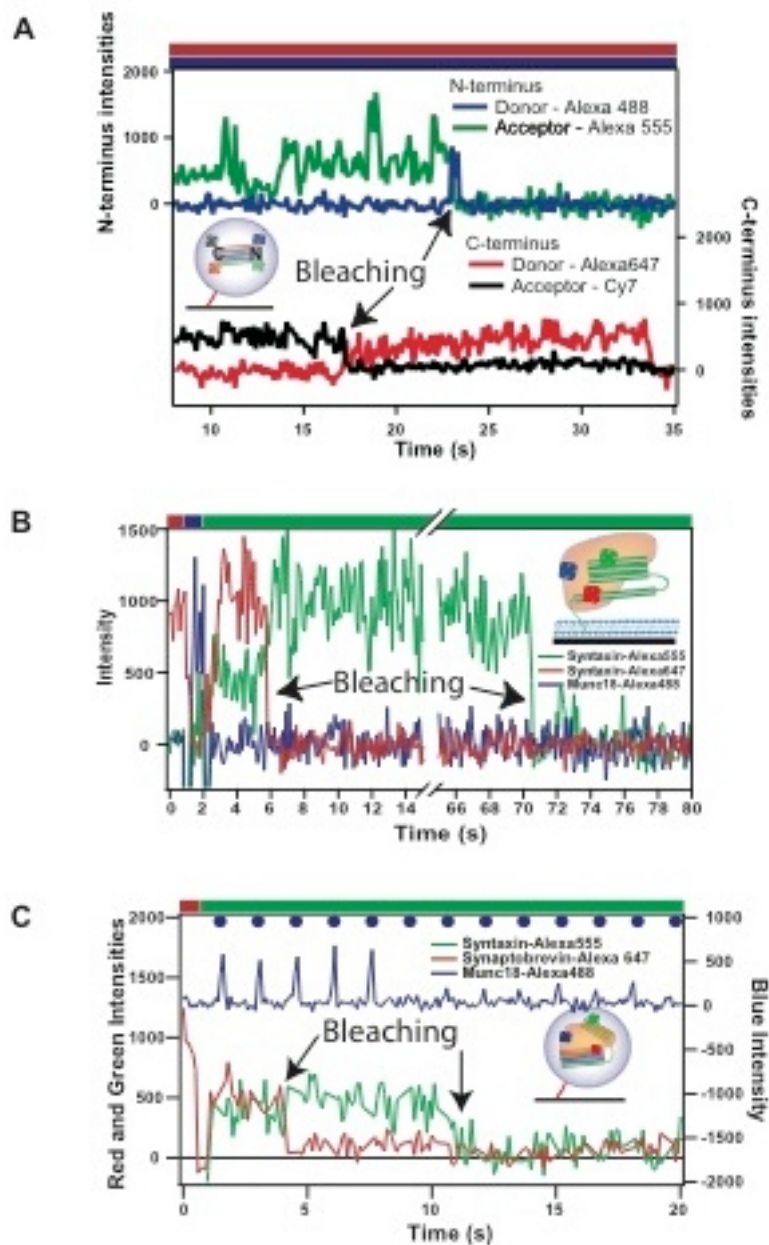 A
N-terminus intensities
2000
1000
0
N-terminus
Donor - Alexa 488
Acceptor - Alexa 555
C N
Bleaching
C-terminus
Donor - Alexa647
Acceptor - Cy7
2000
1000
0
C-terminus intensities
10 15 20 25 30 35
Time (s)
B
Intensity
1500
1000
500
0
Syntaxin-Alexa555
Syntaxin-Alexa647
Munc18-Alexa488
Bleaching
0 2 4 6 8 10 12 14 66 68 70 72 74 76 78 80
Time (s)
C
Red and Green Intensities
2000
1500
1000
500
0
Syntaxin-Alexa555
Synaptobrevin-Alexa 647
Munc18-Alexa488
Bleaching
1000
500
0
-500
-1000
-1500
-2000
Blue Intensity
0 5 10 15 20
Time (s)